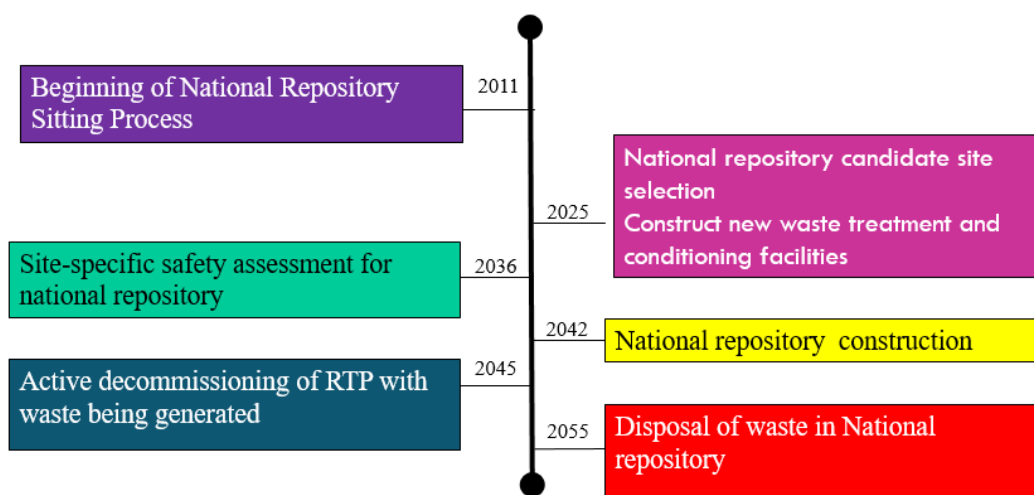 2011
Beginning of National Repository
Sitting Process
National repository candidate site
selection
Construct new waste treatment and
conditioning facilities
2025
2036
Site-specific safety assessment for
national repository
2042
National repository construction
2045
Active decommissioning of RTP with
waste being generated
2055
Disposal of waste in National
repository